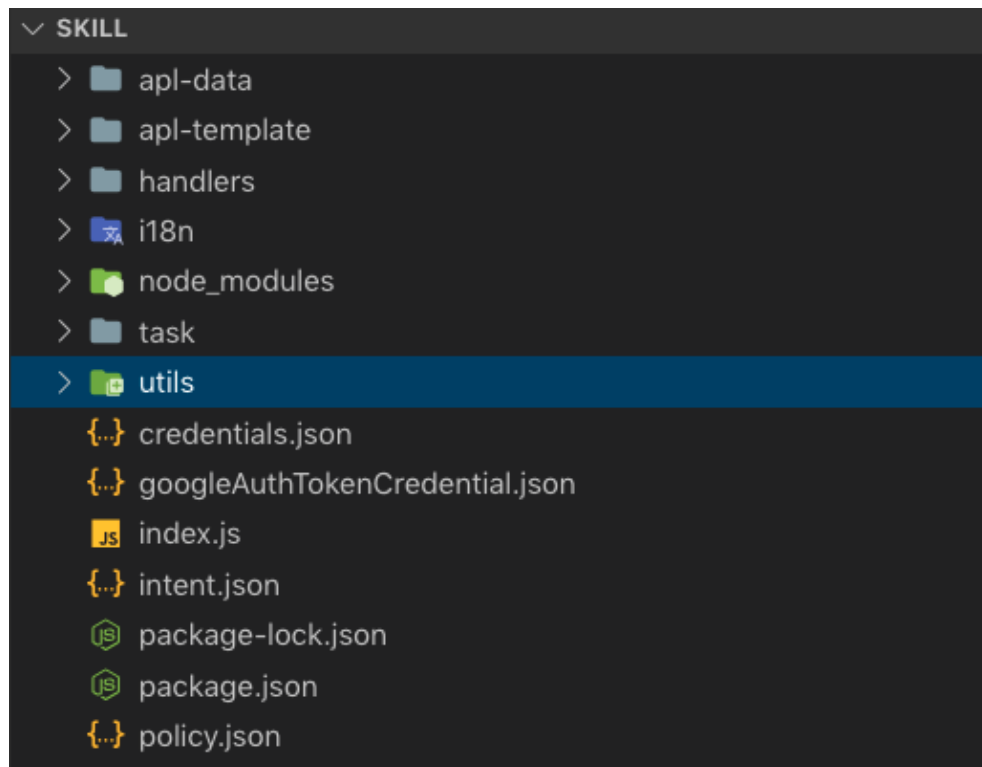 SKILL
apl-data
apl-template
handlers
i18n
node_modules
task
utils
credentials.json
googleAuthTokenCredential.json
index.js
intent.json
package-lock.json
package.json
policy.json